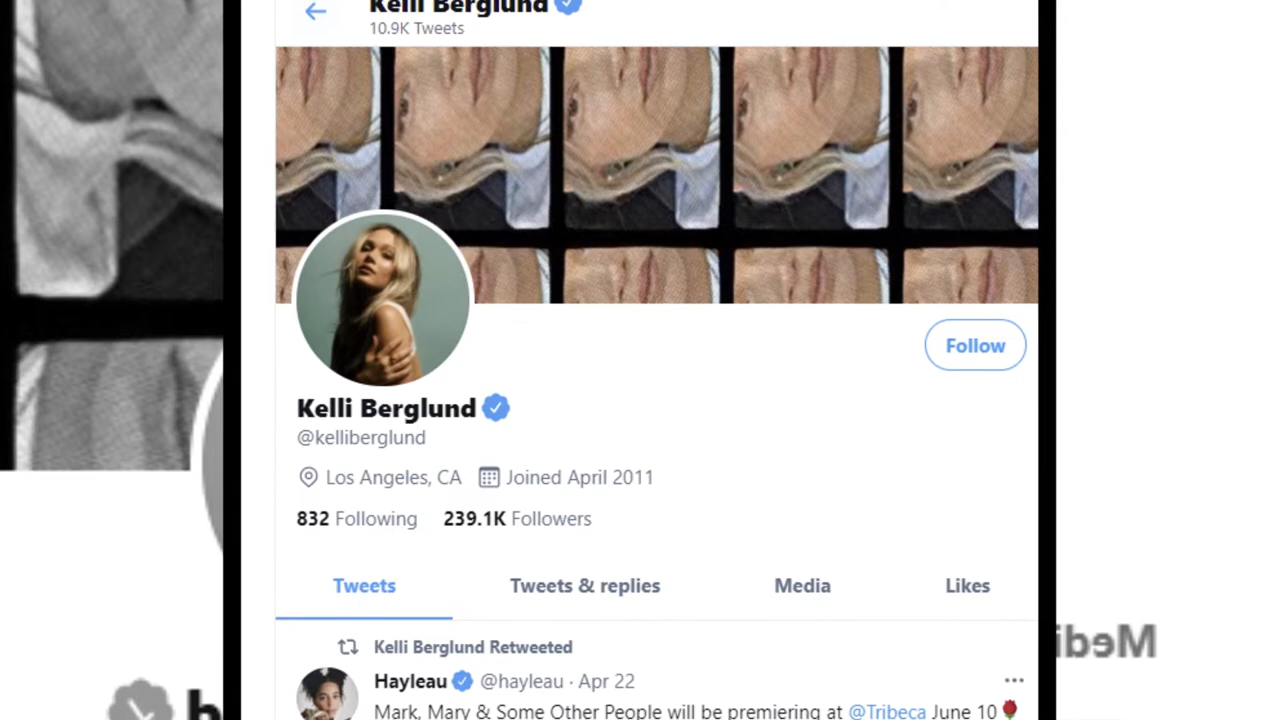 Kelli Berglund
10.9K Tweets
Follow
Kelli Berglund
@kelliberglund
Los Angeles, CA Joined April 2011
832 Following 239.1K Followers
Tweets Tweets & replies Media Likes
Kelli Berglund Retweeted
Hayleau @hayleau · Apr 22
Mark, Mary & Some Other People will be premiering at @Tribeca June 10🌹